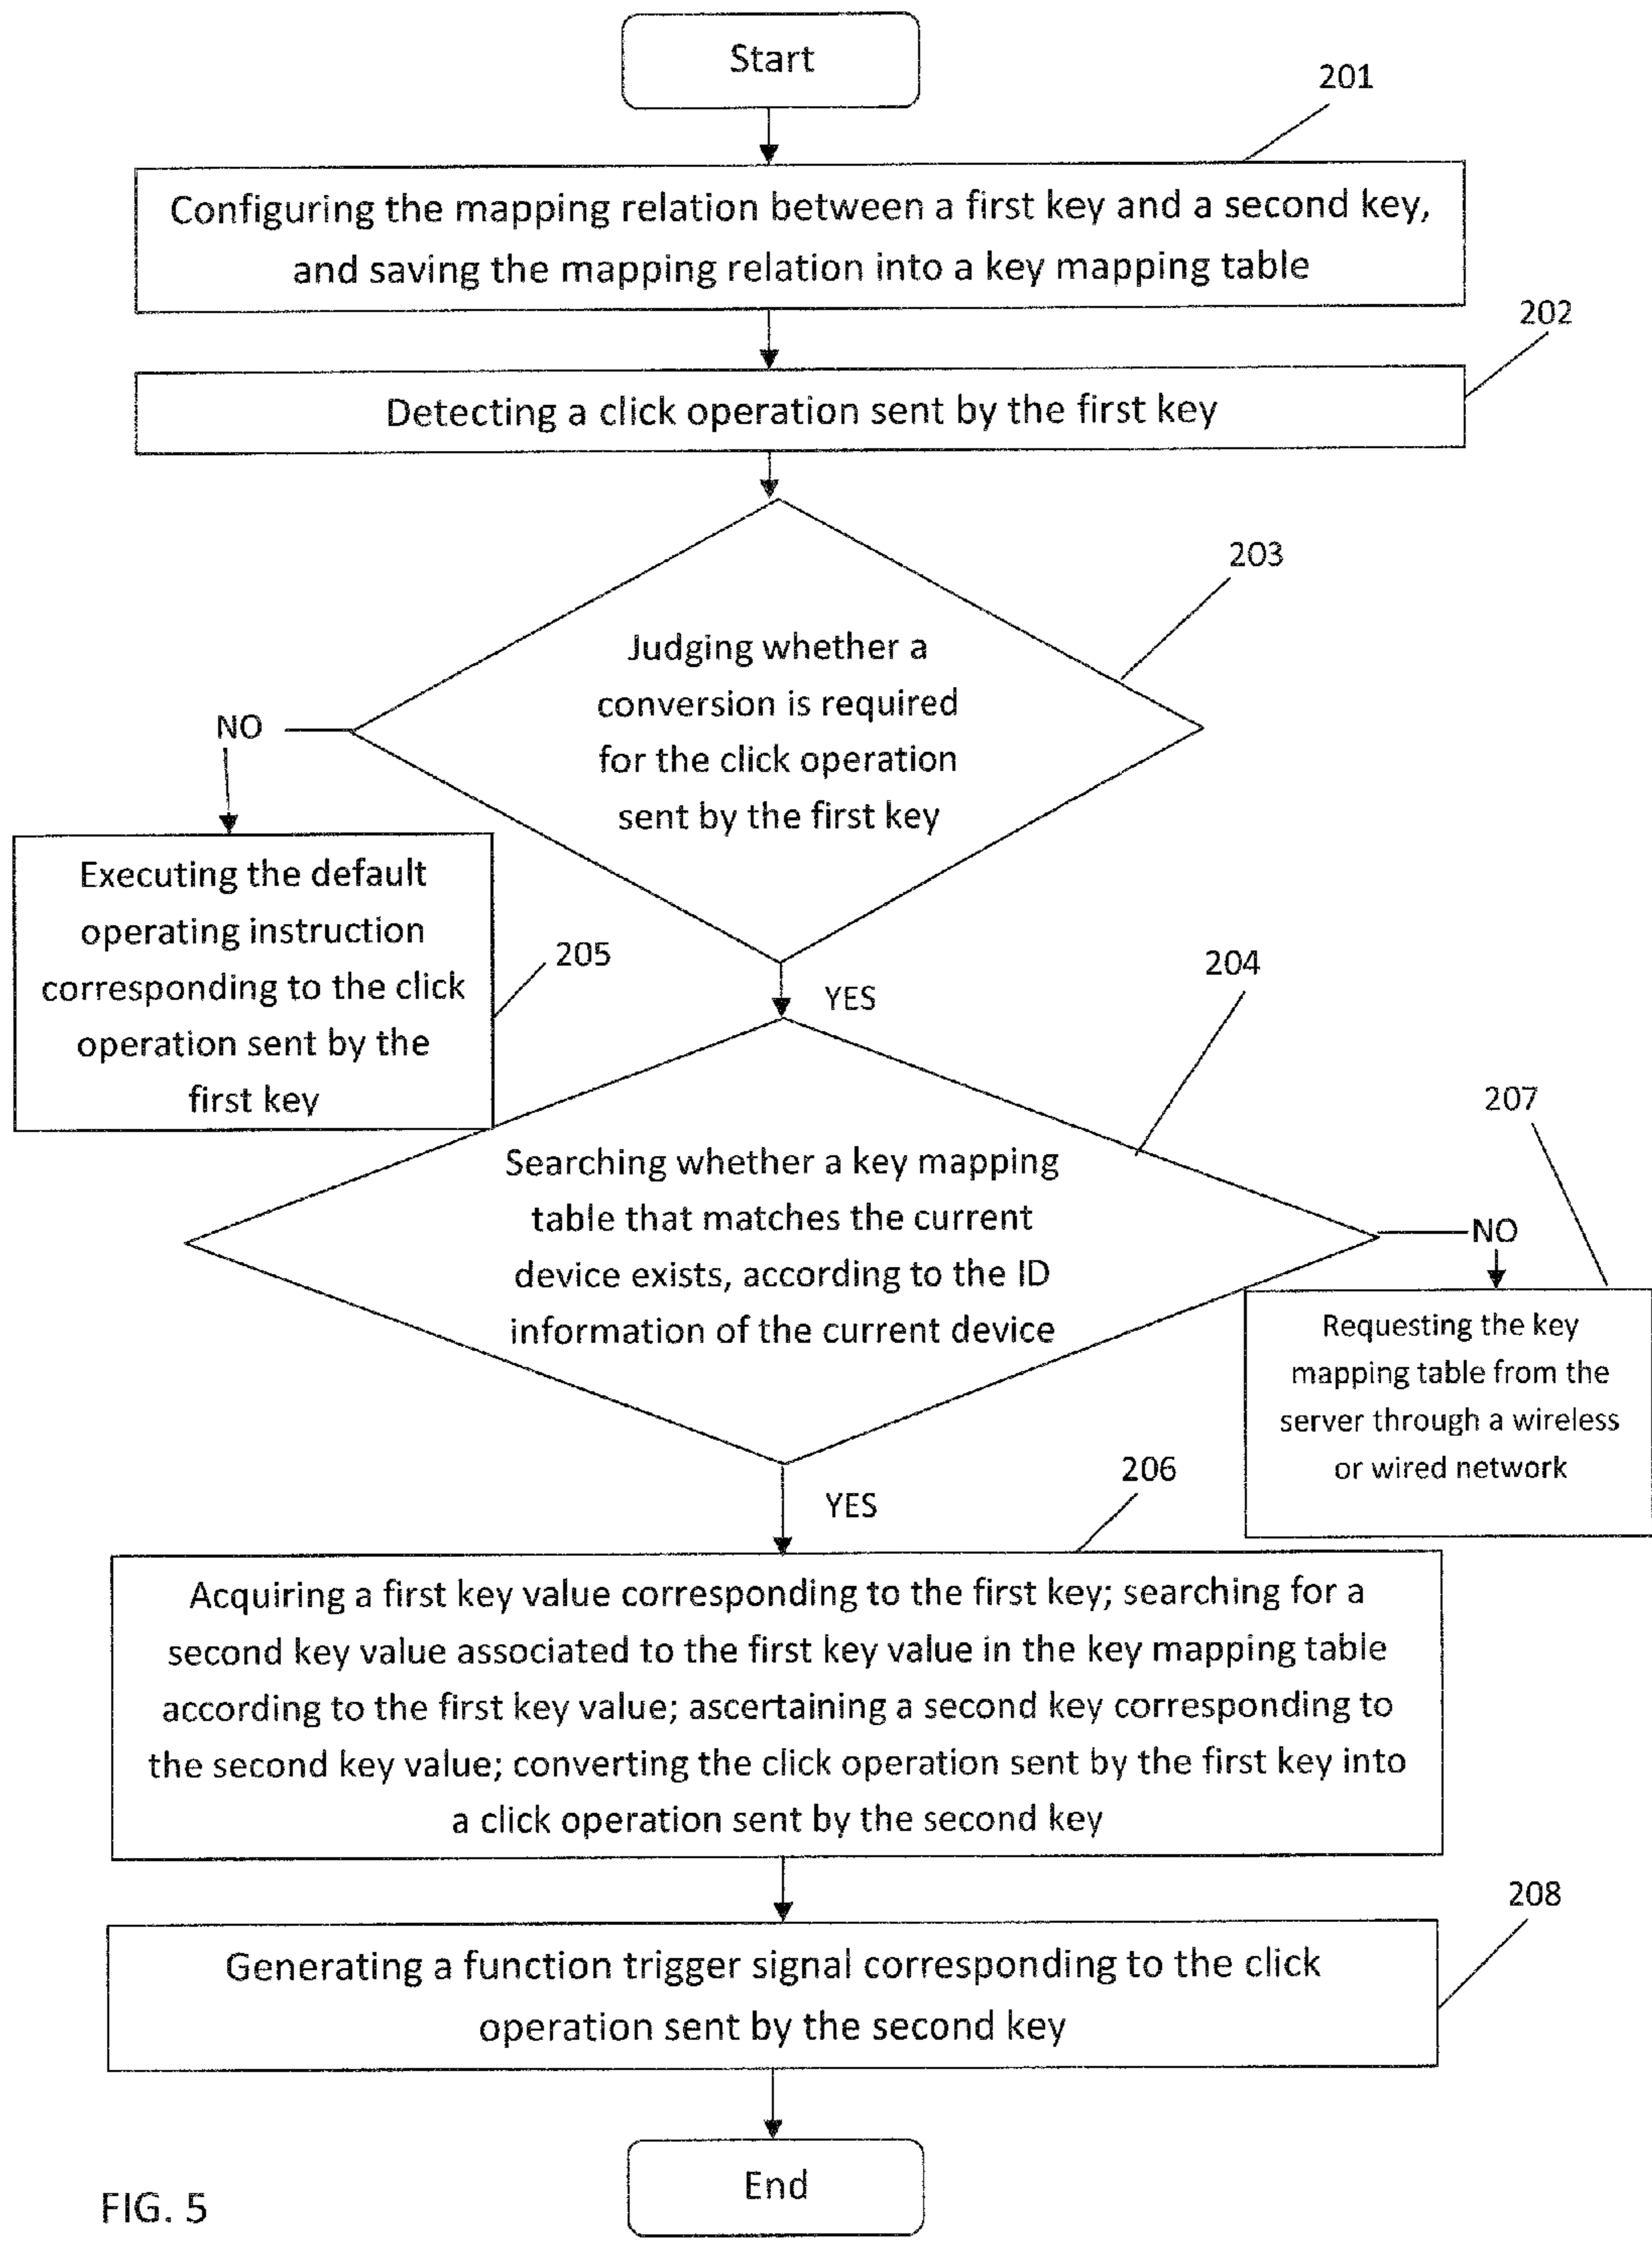 Start
201
Configuring the mapping relation between a first key and a second key,
and saving the mapping relation into a key mapping table
202
Detecting a click operation sent by the first key
203
Judging whether a
conversion is required
for the click operation
sent by the first key
NO
Executing the default
operating instruction
corresponding to the click
operation sent by the
first key
205
YES
204
Searching whether a key mapping
table that matches the current
device exists, according to the ID
information of the current device
207
NO
Requesting the key
mapping table from the
server through a wireless
or wired network
YES
206
Acquiring a first key value corresponding to the first key; searching for a
second key value associated to the first key value in the key mapping table
according to the first key value; ascertaining a second key corresponding to
the second key value; converting the click operation sent by the first key into
a click operation sent by the second key
208
Generating a function trigger signal corresponding to the click
operation sent by the second key
End
FIG. 5